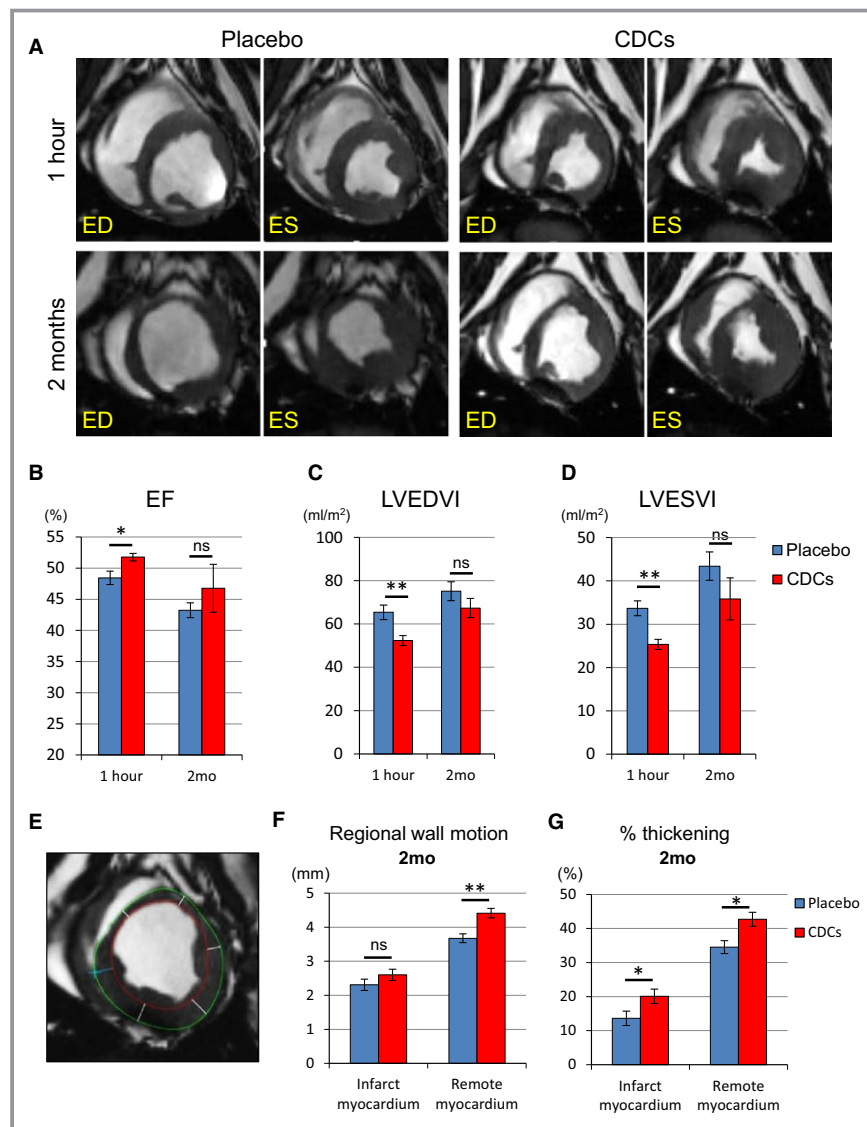 A
Placebo
CDCs
1 hour
ED
ES
ED
ES
2 months
ED
ES
ED
ES
B
EF
(%)
55
50
45
40
35
30
25
20
*
ns
1 hour
2mo
C
LVEDVI
(ml/m²)
100
80
60
40
20
0
**
ns
1 hour
2mo
D
LVESVI
(ml/m²)
50
40
30
20
10
0
**
ns
1 hour
2mo
Placebo
CDCs
E
F
Regional wall motion
2mo
(mm)
5
4
3
2
1
0
ns
**
Infarct
myocardium
Remote
myocardium
G
% thickening
2mo
(%)
50
40
30
20
10
0
*
*
Infarct
myocardium
Remote
myocardium
Placebo
CDCs